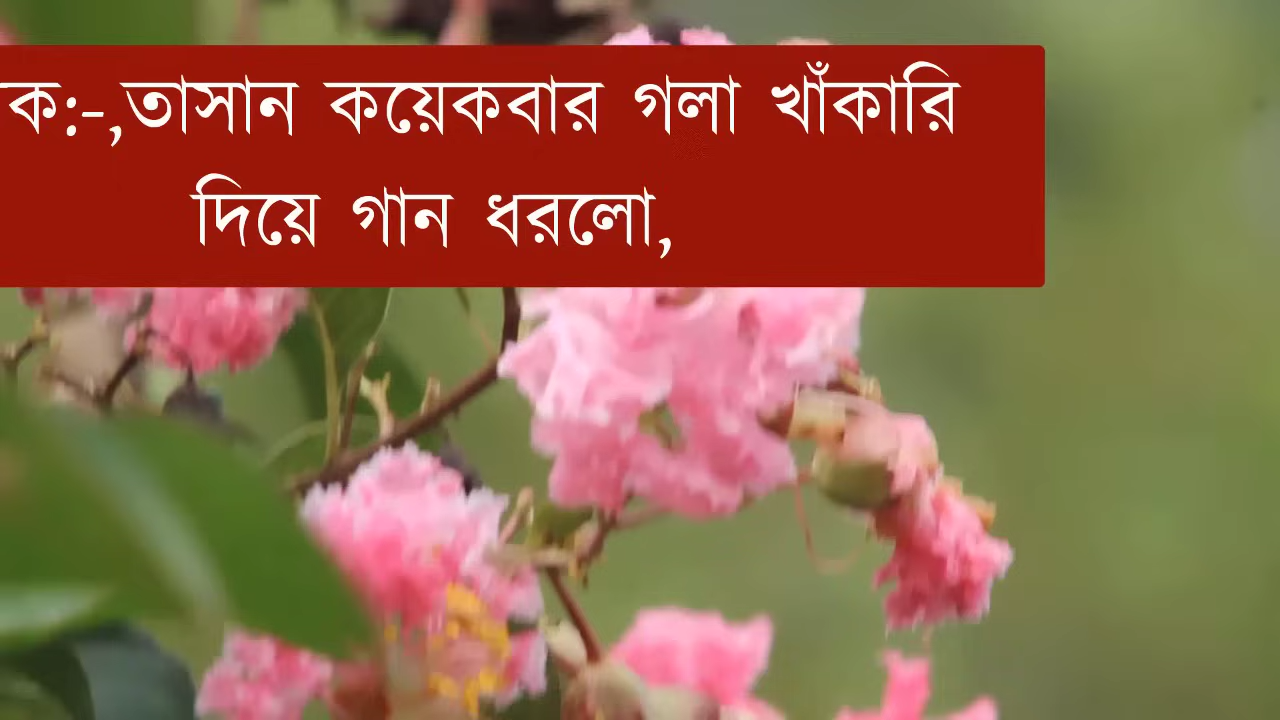 ক:-,তাসান কয়েকবার গলা খাঁকারি
দিয়ে গান ধরলো,